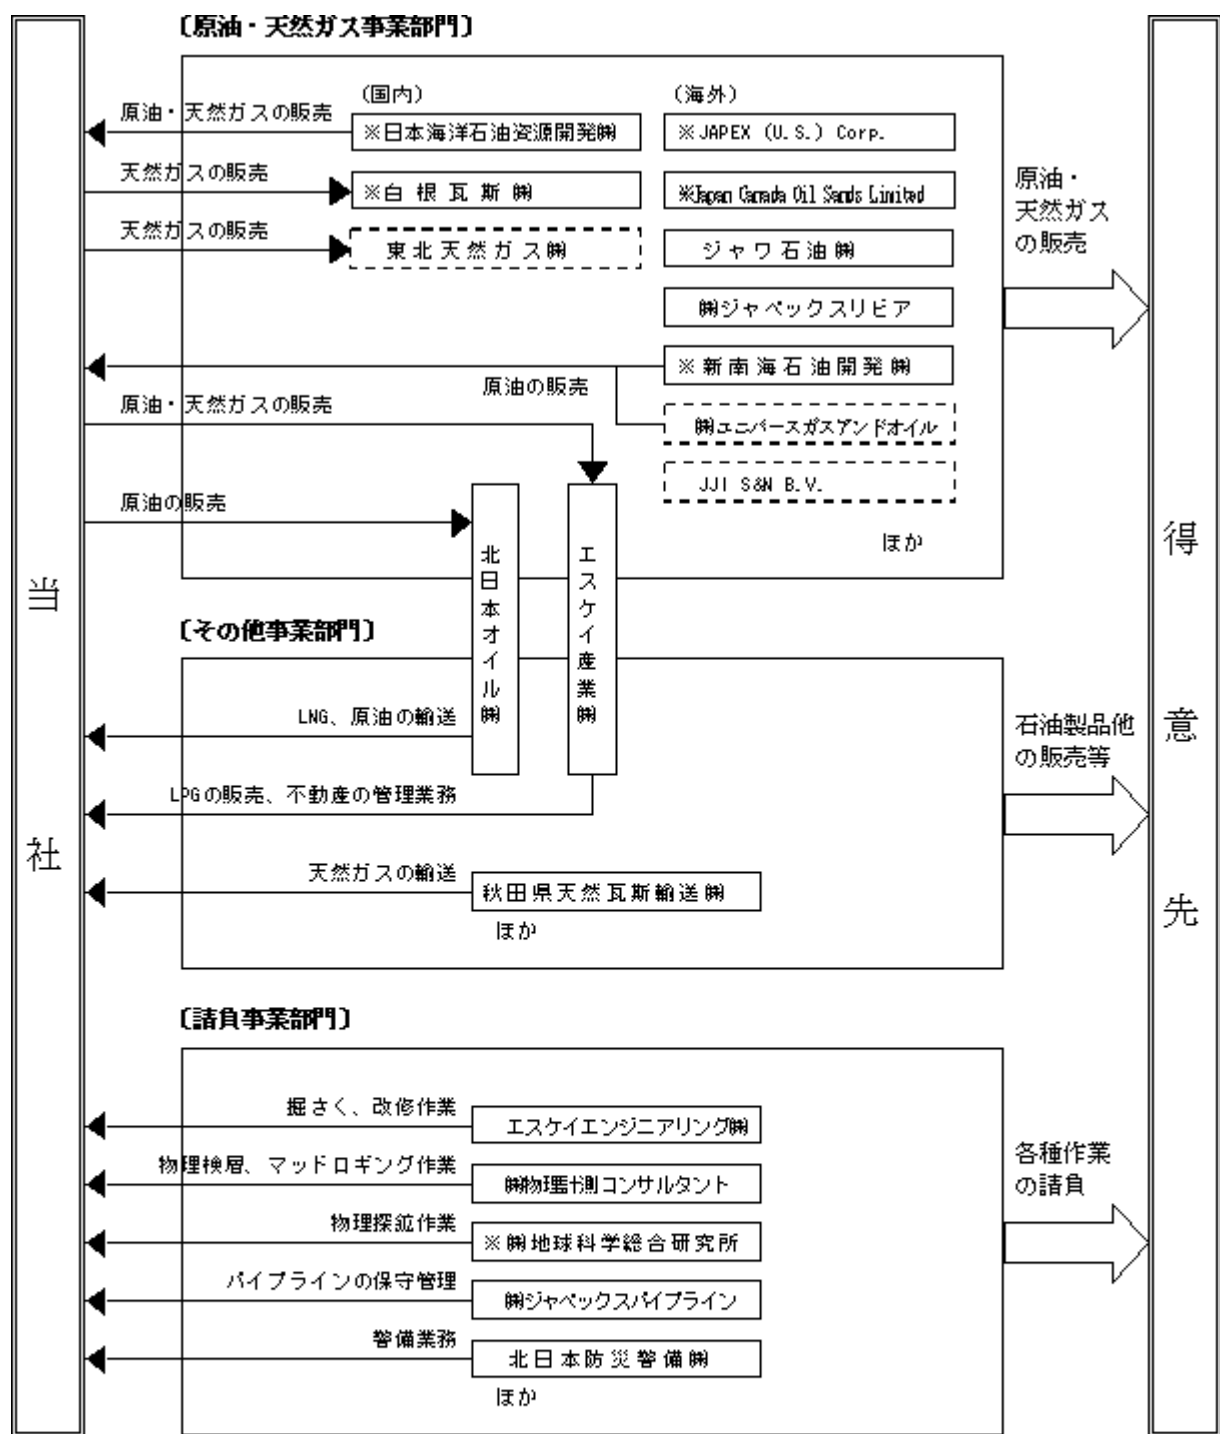 〔原油・天然ガス事業部門〕
(国内)
(海外)
原油・天然ガスの販売
※日本海洋石油資源開発㈱
※JAPEX (U.S.) Corp.
天然ガスの販売
※白根瓦斯㈱
※Japan Canada Oil Sands Limited
原油・
天然ガス
の販売
天然ガスの販売
東北天然ガス㈱
ジャワ石油㈱
㈱ジャペックスリビア
※新南海石油開発㈱
原油の販売
原油・天然ガスの販売
㈱ユニバースガスアンドオイル
JJI S&N B.V.
原油の販売
ほか
北日本オイル㈱
エスケイ産業㈱
当社
得意先
〔その他事業部門〕
LNG、原油の輸送
石油製品他
の販売等
LPGの販売、不動産の管理業務
天然ガスの輸送
秋田県天然瓦斯輸送㈱
ほか
〔請負事業部門〕
掘さく、改修作業
エスケイエンジニアリング㈱
物理検層、マッドロギング作業
㈱物理計測コンサルタント
各種作業
の請負
物理探鉱作業
※㈱地球科学総合研究所
パイプラインの保守管理
㈱ジャペックスパイプライン
警備業務
北日本防災警備㈱
ほか